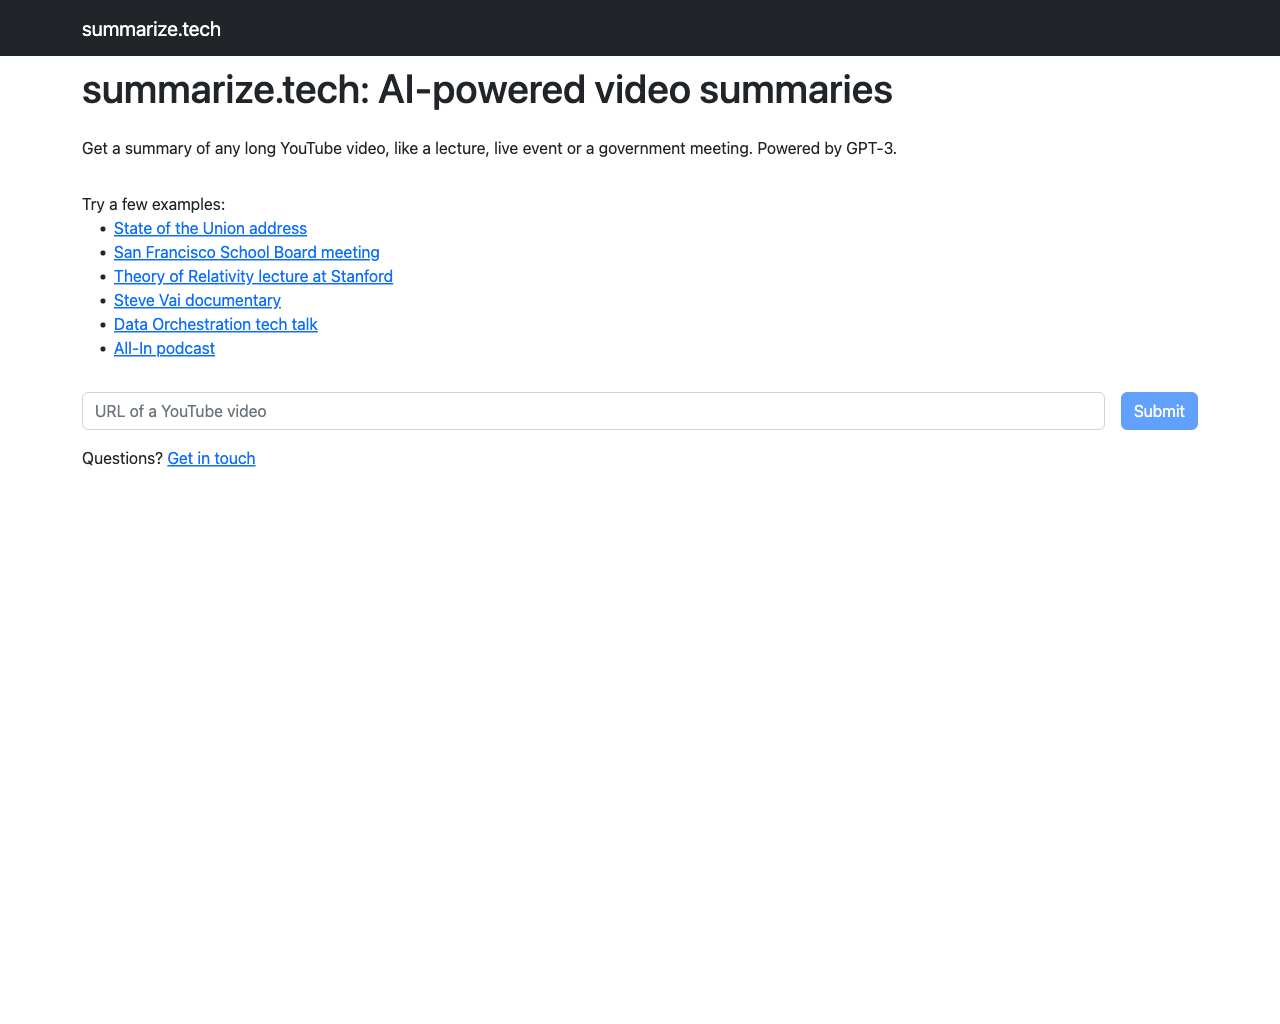 summarize.tech
summarize.tech: AI-powered video summaries
Get a summary of any long YouTube video, like a lecture, live event or a government meeting. Powered by GPT-3.
Try a few examples:
• State of the Union address
• San Francisco School Board meeting
• Theory of Relativity lecture at Stanford
• Steve Vai documentary
• Data Orchestration tech talk
• All-In podcast
URL of a YouTube video Submit
Questions? Get in touch